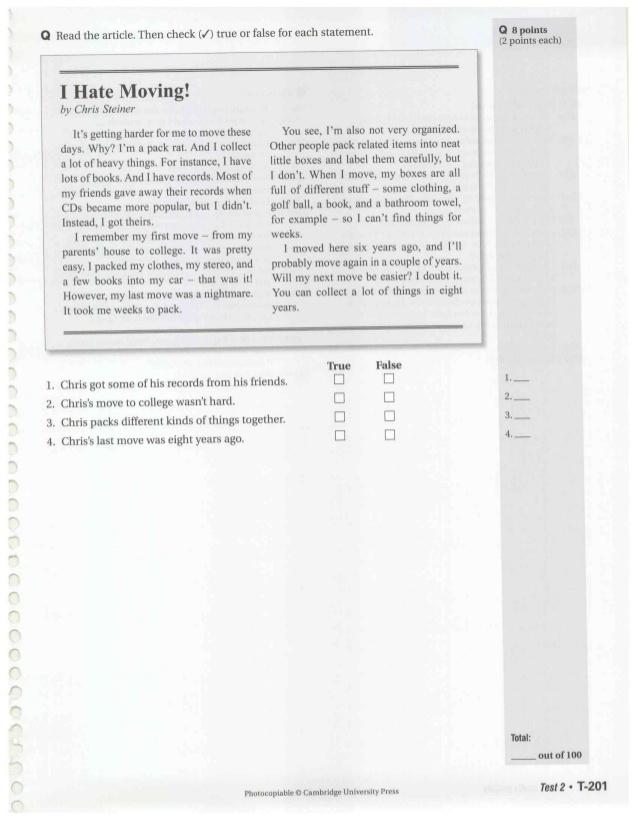 Q Read the article. Then check (✓) true or false for each statement.
Q 8 points
(2 points each)
I Hate Moving!
by Chris Steiner
It's getting harder for me to move these
days. Why? I'm a pack rat. And I collect
a lot of heavy things. For instance, I have
lots of books. And I have records. Most of
my friends gave away their records when
CDs became more popular, but I didn't.
Instead, I got theirs.
I remember my first move – from my
parents' house to college. It was pretty
easy. I packed my clothes, my stereo, and
a few books into my car – that was it!
However, my last move was a nightmare.
It took me weeks to pack.
You see, I'm also not very organized.
Other people pack related items into neat
little boxes and label them carefully, but
I don't. When I move, my boxes are all
full of different stuff – some clothing, a
golf ball, a book, and a bathroom towel,
for example – so I can't find things for
weeks.
I moved here six years ago, and I'll
probably move again in a couple of years.
Will my next move be easier? I doubt it.
You can collect a lot of things in eight
years.
True False
1. Chris got some of his records from his friends.
2. Chris's move to college wasn't hard.
3. Chris packs different kinds of things together.
4. Chris's last move was eight years ago.
1. ___
2. ___
3. ___
4. ___
Total:
____ out of 100
Photocopiable © Cambridge University Press
Test 2 • T-201